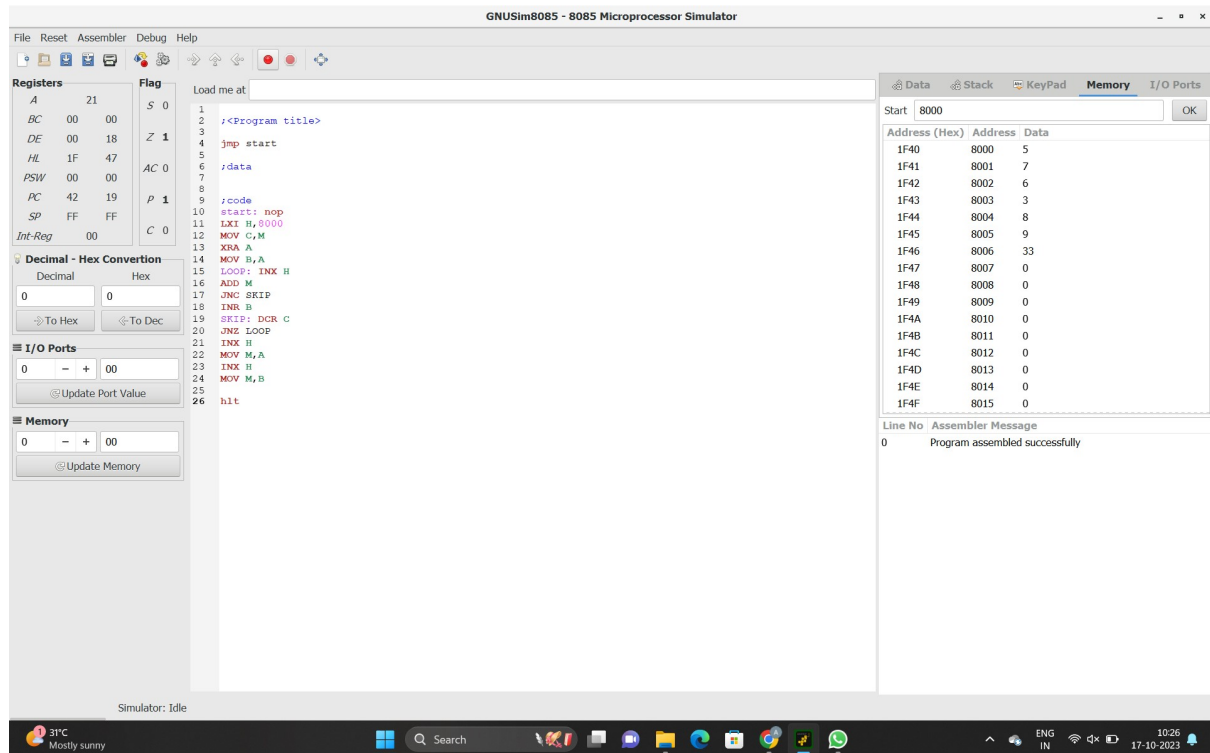 GNUSim8085 - 8085 Microprocessor Simulator
File Reset Assembler Debug Help
Registers
A 21
BC 00 00
DE 00 18
HL 1F 47
PSW 00 00
PC 42 19
SP FF FF
Int-Reg 00
Flag
S 0
Z 1
AC 0
P 1
C 0
Decimal - Hex Convertion
Decimal Hex
0 0
To Hex To Dec
I/O Ports
0 − + 00
Update Port Value
Memory
0 − + 00
Update Memory
Load me at
1
2 ;<Program title>
3
4 jmp start
5
6 ;data
7
8
9 ;code
10 start: nop
11 LXI H,8000
12 MOV C,M
13 XRA A
14 MOV B,A
15 LOOP: INX H
16 ADD M
17 JNC SKIP
18 INR B
19 SKIP: DCR C
20 JNZ LOOP
21 INX H
22 MOV M,A
23 INX H
24 MOV M,B
25
26 hlt
Data Stack KeyPad Memory I/O Ports
Start 8000 OK
Address (Hex) Address Data
1F40 8000 5
1F41 8001 7
1F42 8002 6
1F43 8003 3
1F44 8004 8
1F45 8005 9
1F46 8006 33
1F47 8007 0
1F48 8008 0
1F49 8009 0
1F4A 8010 0
1F4B 8011 0
1F4C 8012 0
1F4D 8013 0
1F4E 8014 0
1F4F 8015 0
Line No Assembler Message
0 Program assembled successfully
Simulator: Idle
1
31°C
Mostly sunny
Search
ENG
IN
10:26
17-10-2023